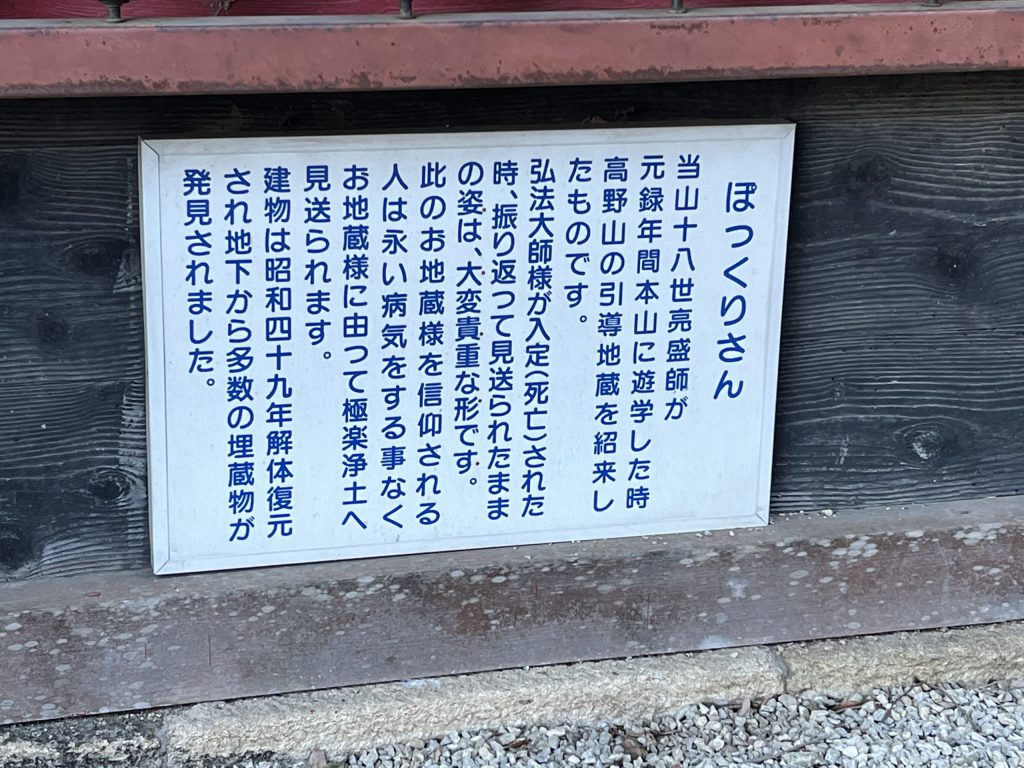 ぽつくりさん
当山十八世亮盛師が
元録年間本山に遊学した時
高野山の引導地蔵を紹来し
たものです。
弘法大師様が入定(死亡)された
時、振り返つて見送られたまま
の姿は、大変貴重な形です。
此のお地蔵様を信仰される
人は永い病気をする事なく
お地蔵様に由つて極楽浄土へ
見送られます。
建物は昭和四十九年解体復元
され地下から多数の埋蔵物が
発見されました。